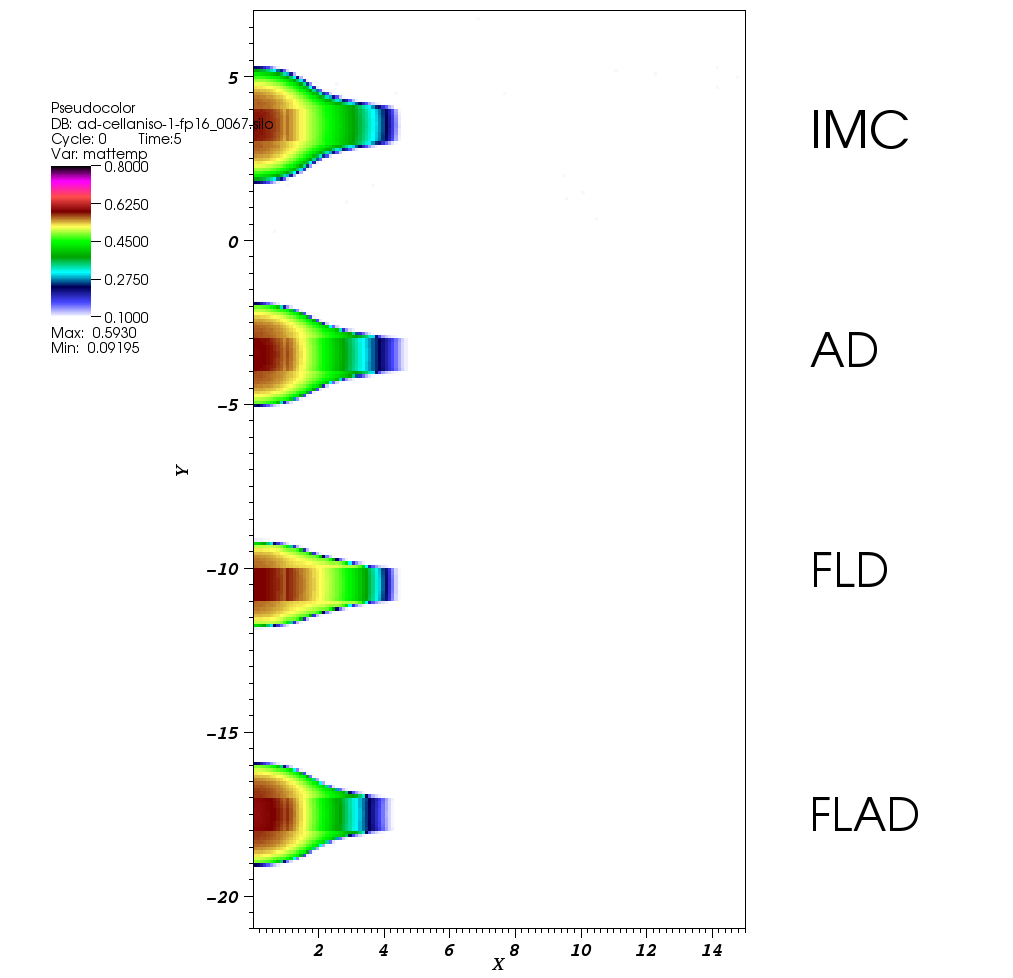 Pseudocolor
DB: ad-cellaniso-1-fp16_0067.silo
Cycle: 0 Time:5
Var: mattemp
0.8000
0.6250
0.4500
0.2750
0.1000
Max: 0.5930
Min: 0.09195
5
0
-5
-10
-15
-20
Y
2 4 6 8 10 12 14
X
IMC
AD
FLD
FLAD